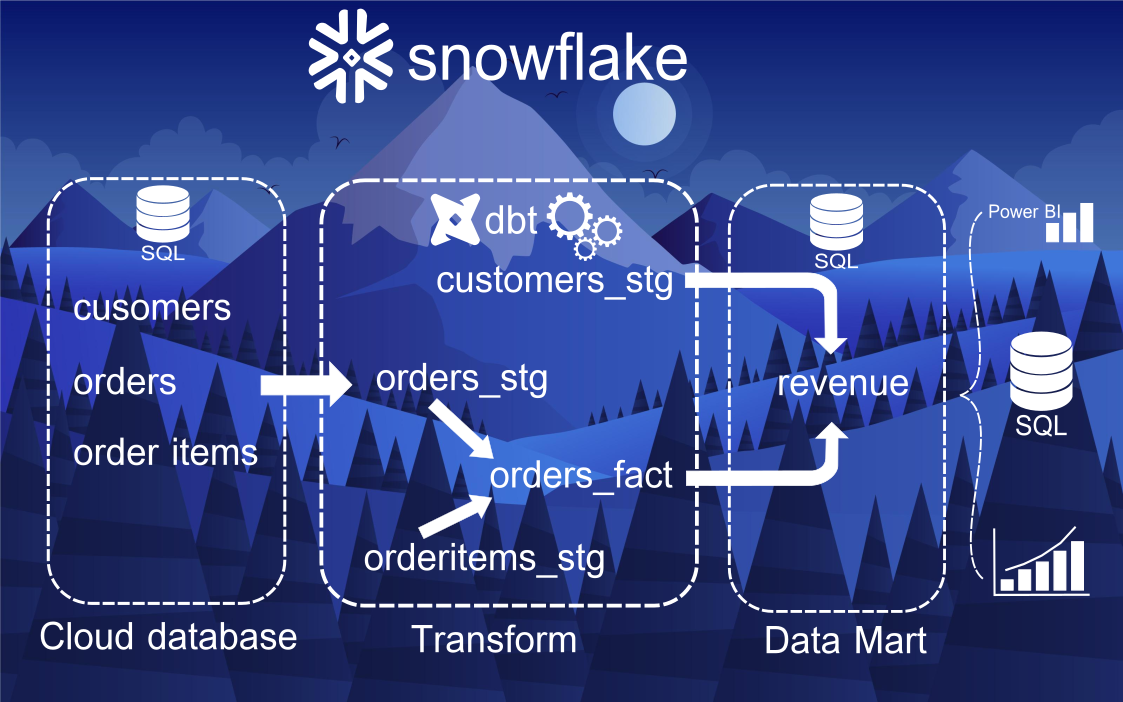 snowflake
SQL
cusomers
orders
order items
Cloud database
dbt
customers_stg
orders_stg
orders_fact
orderitems_stg
Transform
SQL
revenue
Data Mart
Power BI
SQL